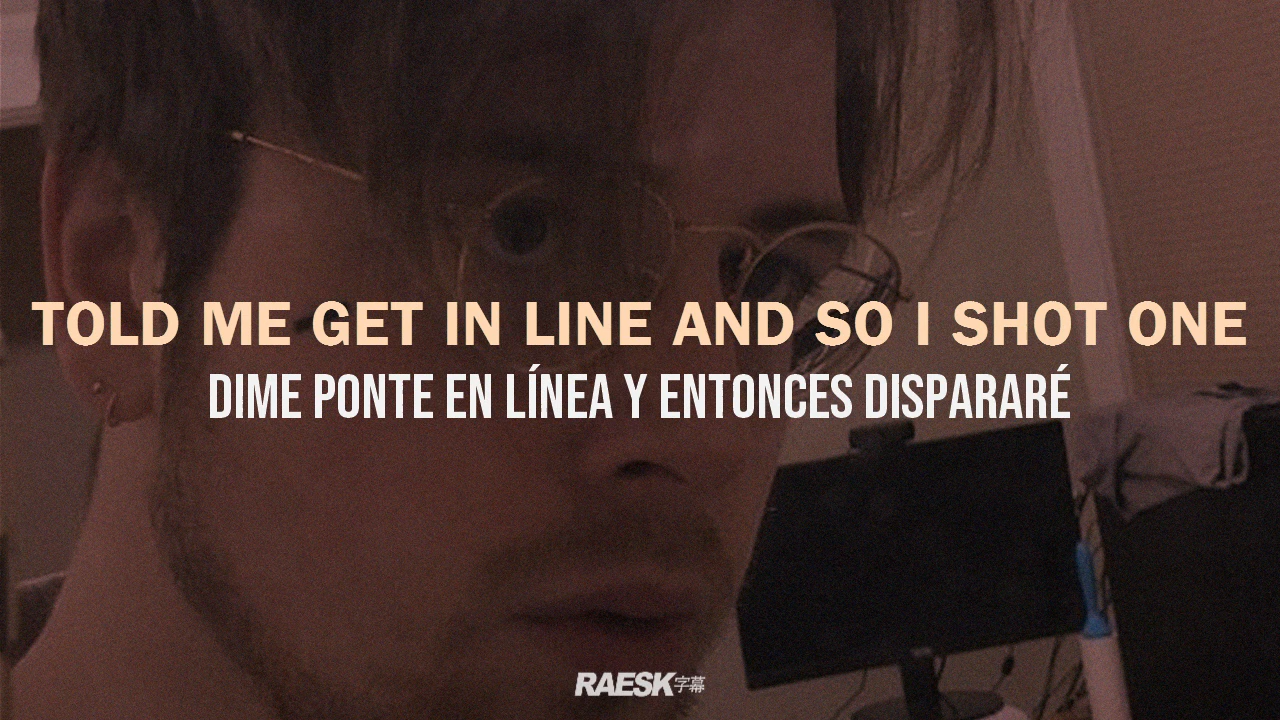 TOLD ME GET IN LINE AND SO I SHOT ONE
DIME PONTE EN LÍNEA Y ENTONCES DISPARARÉ
RAESK字幕